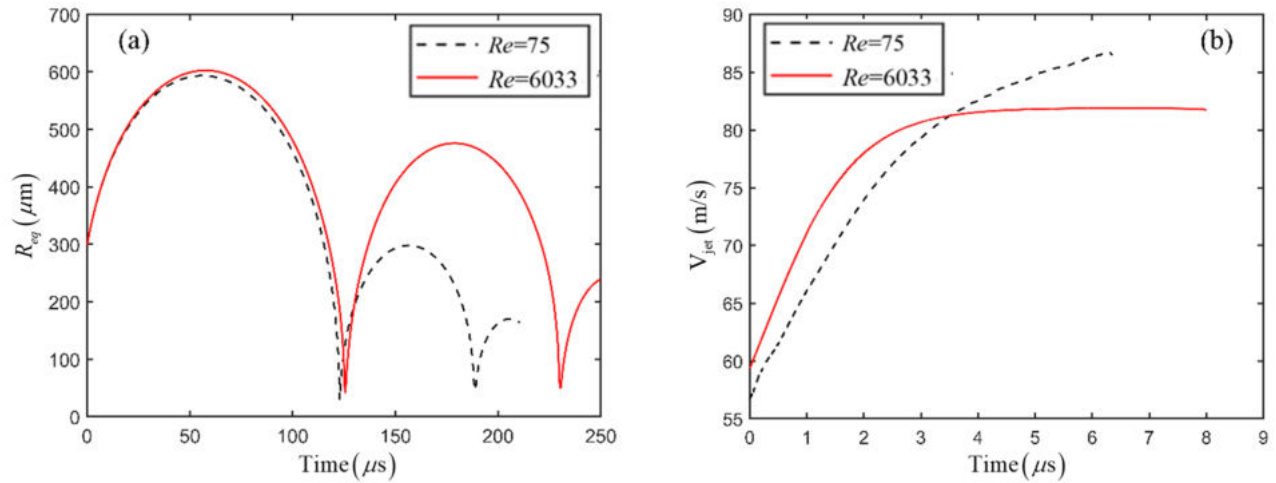 (a)
Re=75
Re=6033
700
600
500
400
300
200
100
0
R_eq (μm)
0 50 100 150 200 250
Time(μs)
(b)
Re=75
Re=6033
90
85
80
75
70
65
60
55
V_jet (m/s)
0 1 2 3 4 5 6 7 8 9
Time(μs)